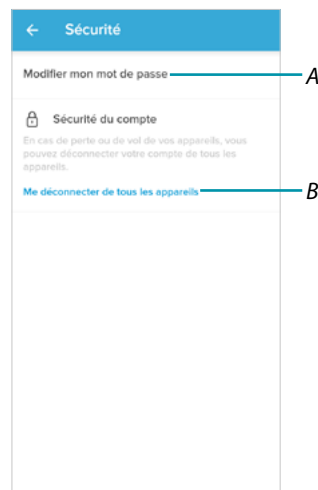 Sécurité
Modifier mon mot de passe
A
Sécurité du compte
En cas de perte ou de vol de vos appareils, vous
pouvez déconnecter votre compte de tous les
appareils.
Me déconnecter de tous les appareils
B